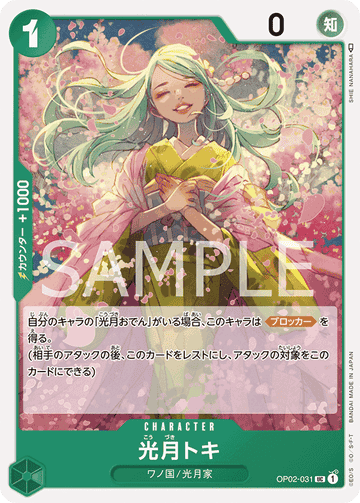 1
0
知
SHIE NANAHARA
カウンター +1000
SAMPLE
自分のキャラの「光月おでん」がいる場合、このキャラは ブロッカー を
得る。
(相手のアタックの後、このカードをレストにし、アタックの対象をこの
カードにできる)
CHARACTER
光月トキ
ワノ国/光月家
OP02-031 UC 1
©E.O/S ©O/S・F・T BANDAI MADE IN JAPAN